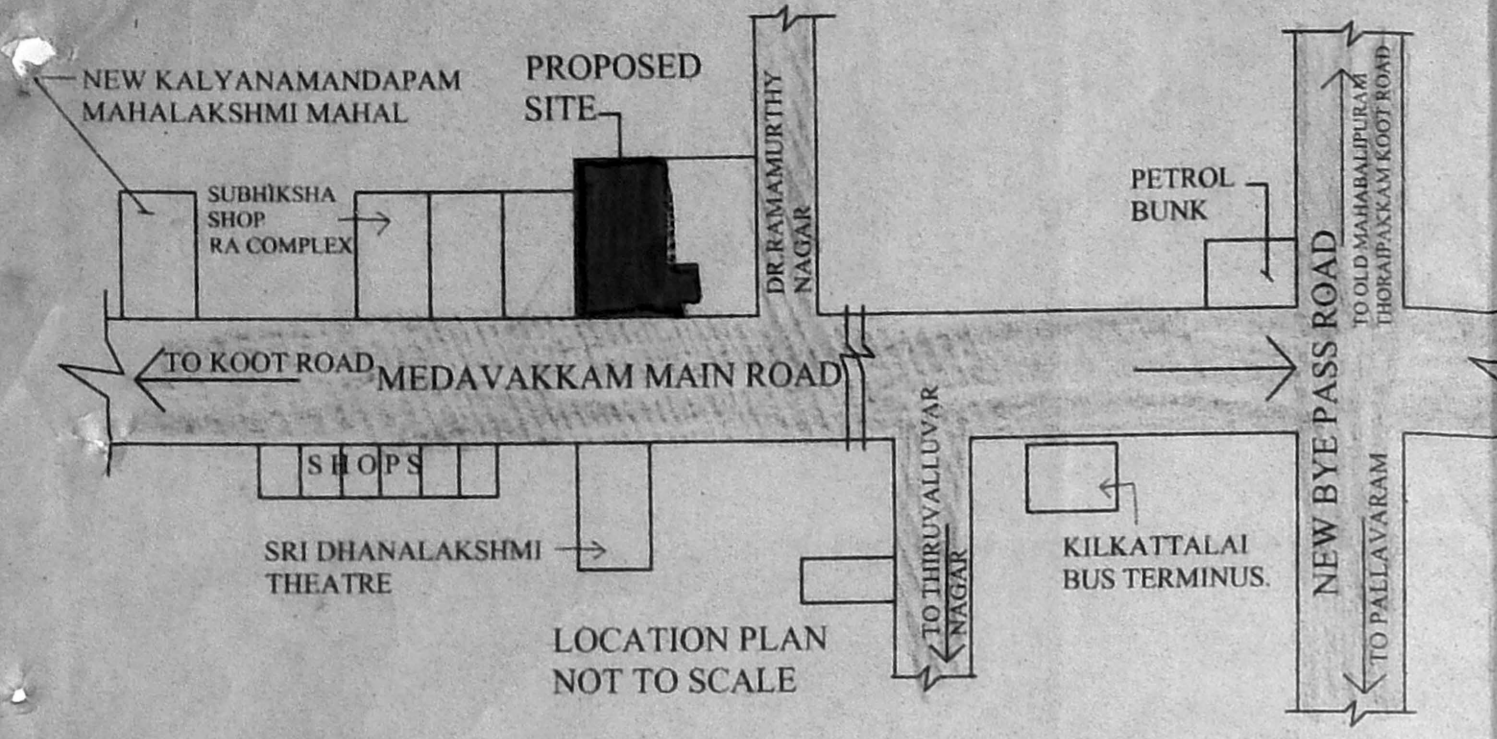 NEW KALYANAMANDAPAM
MAHALAKSHMI MAHAL
PROPOSED
SITE
SUBHIKSHA
SHOP
RA COMPLEX
DR.RAMAMURTHY
NAGAR
PETROL
BUNK
TO OLD MAHABALIPURAM
THORAIPAKKAM KOOT ROAD
NEW BYE PASS ROAD
TO KOOT ROAD
MEDAVAKKAM MAIN ROAD
SHOPS
SRI DHANALAKSHMI
THEATRE
TO THIRUVALLUVAR
NAGAR
KILKATTALAI
BUS TERMINUS.
TO PALLAVARAM
LOCATION PLAN
NOT TO SCALE